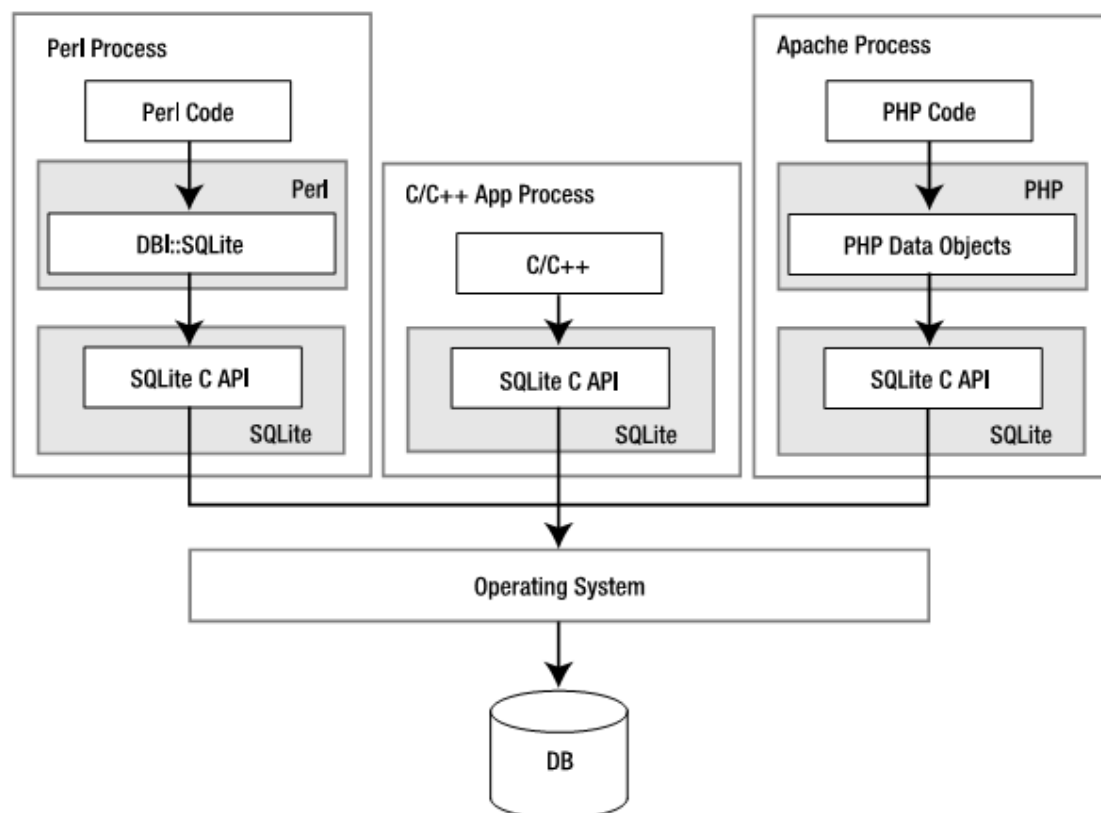 Perl Process
Perl Code
Perl
DBI::SQLite
SQLite C API
SQLite
C/C++ App Process
C/C++
SQLite C API
SQLite
Apache Process
PHP Code
PHP
PHP Data Objects
SQLite C API
SQLite
Operating System
DB